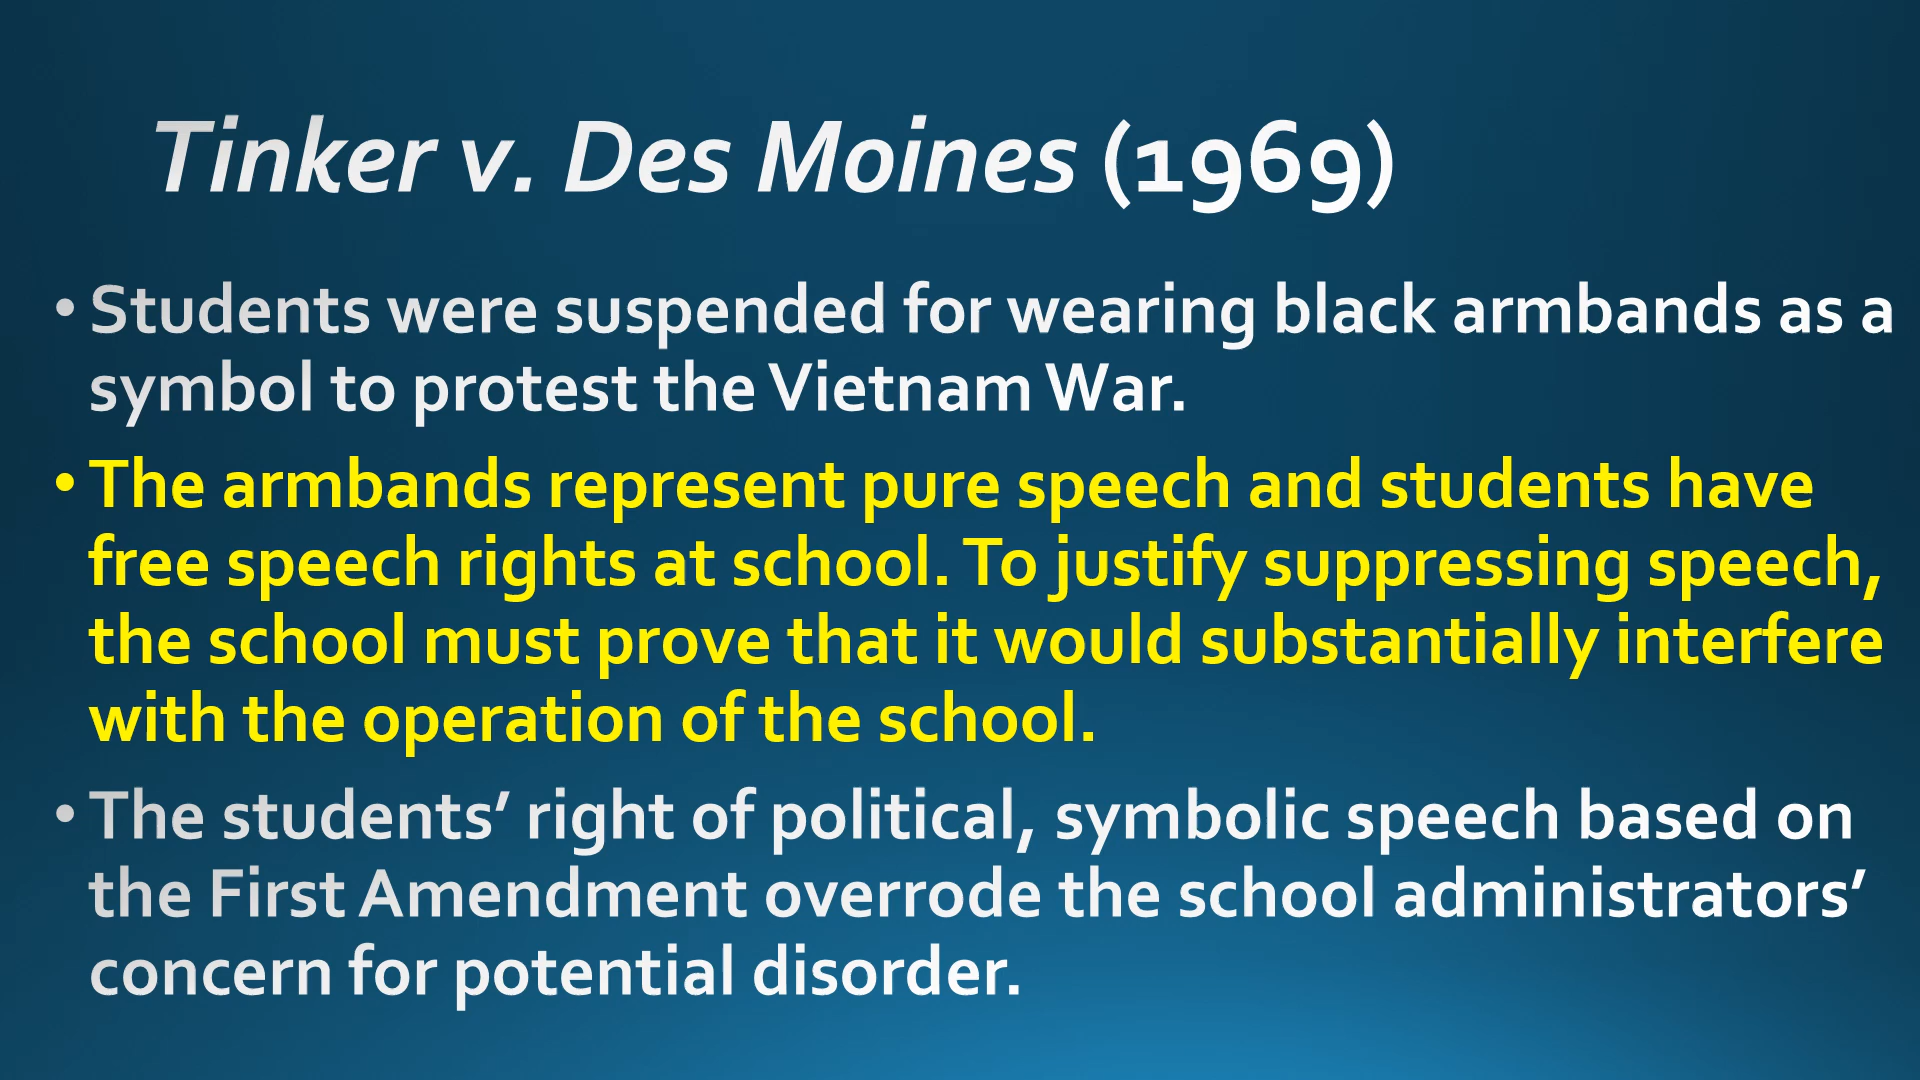 Tinker v. Des Moines (1969)
• Students were suspended for wearing black armbands as a
symbol to protest the Vietnam War.
• The armbands represent pure speech and students have
free speech rights at school. To justify suppressing speech,
the school must prove that it would substantially interfere
with the operation of the school.
• The students’ right of political, symbolic speech based on
the First Amendment overrode the school administrators’
concern for potential disorder.